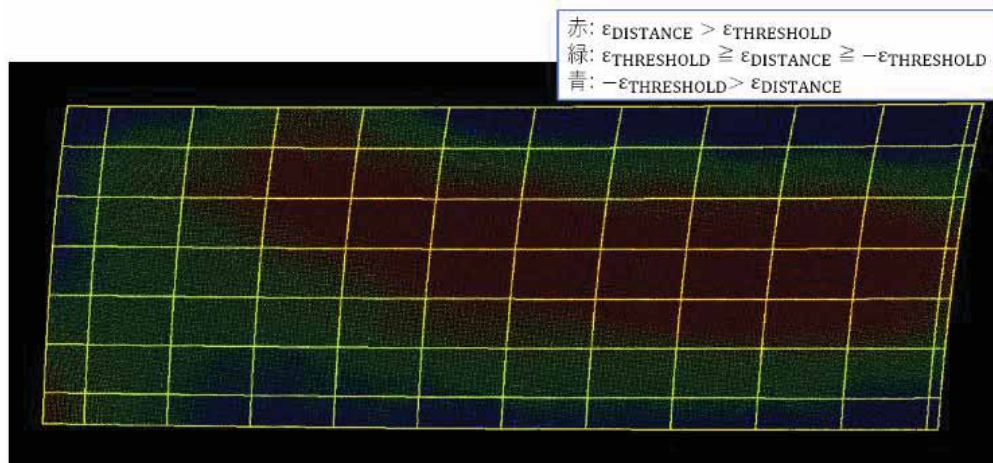 赤: εDISTANCE > εTHRESHOLD
緑: εTHRESHOLD ≧ εDISTANCE ≧ −εTHRESHOLD
青: −εTHRESHOLD> εDISTANCE